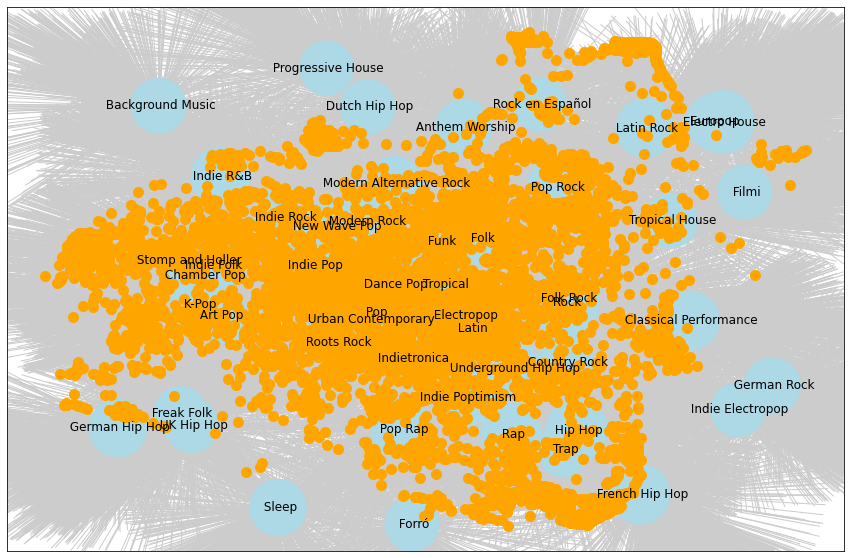 Progressive House
Background Music
Dutch Hip Hop
Rock en Español
Anthem Worship
Latin Rock
Europop
Electro House
Indie R&B
Modern Alternative Rock
Pop Rock
Filmi
Indie Rock
New Wave Pop
Modern Rock
Tropical House
Funk
Folk
Stomp and Holler
Indie Folk
Chamber Pop
Indie Pop
Dance Pop
Tropical
K-Pop
Art Pop
Folk Rock
Rock
Pop
Urban Contemporary
Electropop
Latin
Classical Performance
Roots Rock
Indietronica
Underground Hip Hop
Country Rock
German Rock
Indie Poptimism
Indie Electropop
Freak Folk
UK Hip Hop
German Hip Hop
Pop Rap
Rap
Hip Hop
Trap
French Hip Hop
Sleep
Forró